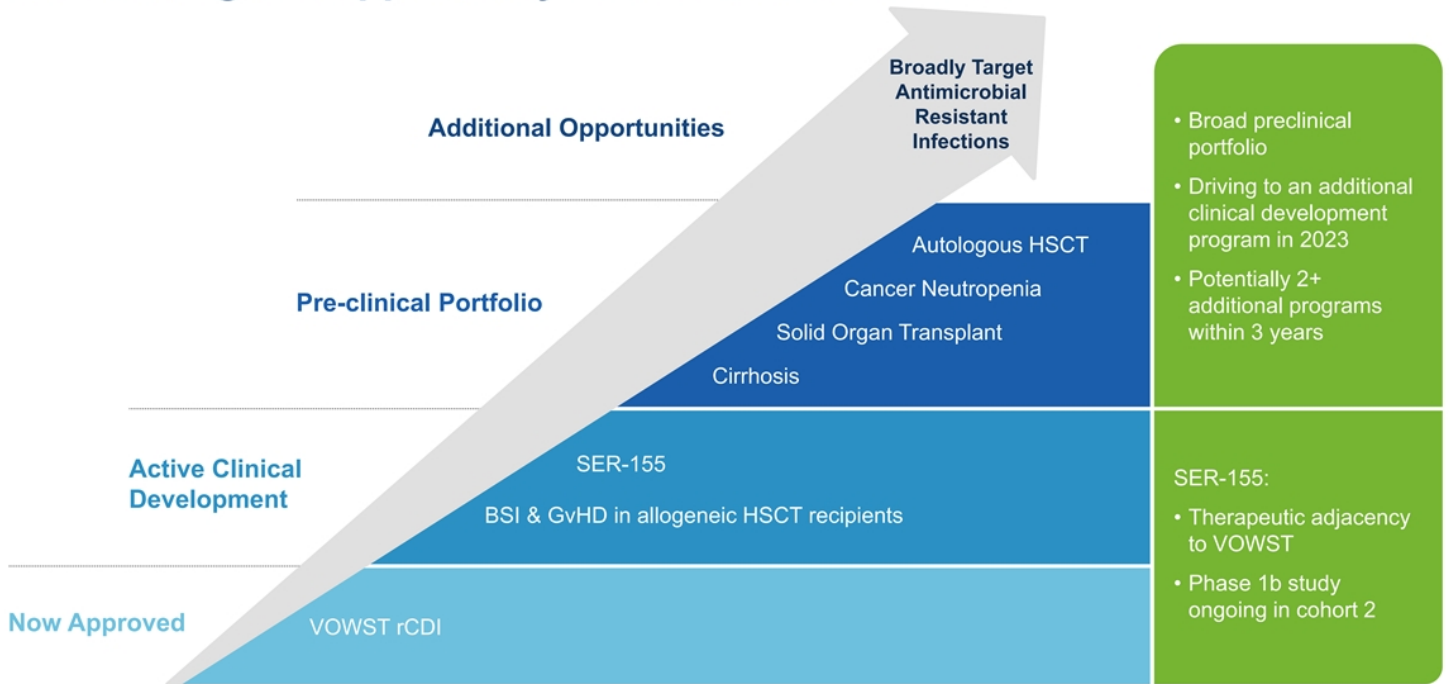 Broadly Target
Antimicrobial
Resistant
Infections
Additional Opportunities
Pre-clinical Portfolio
Autologous HSCT
Cancer Neutropenia
Solid Organ Transplant
Cirrhosis
• Broad preclinical
portfolio
• Driving to an additional
clinical development
program in 2023
• Potentially 2+
additional programs
within 3 years
Active Clinical
Development
SER-155
BSI & GvHD in allogeneic HSCT recipients
SER-155:
• Therapeutic adjacency
to VOWST
• Phase 1b study
ongoing in cohort 2
Now Approved
VOWST rCDI